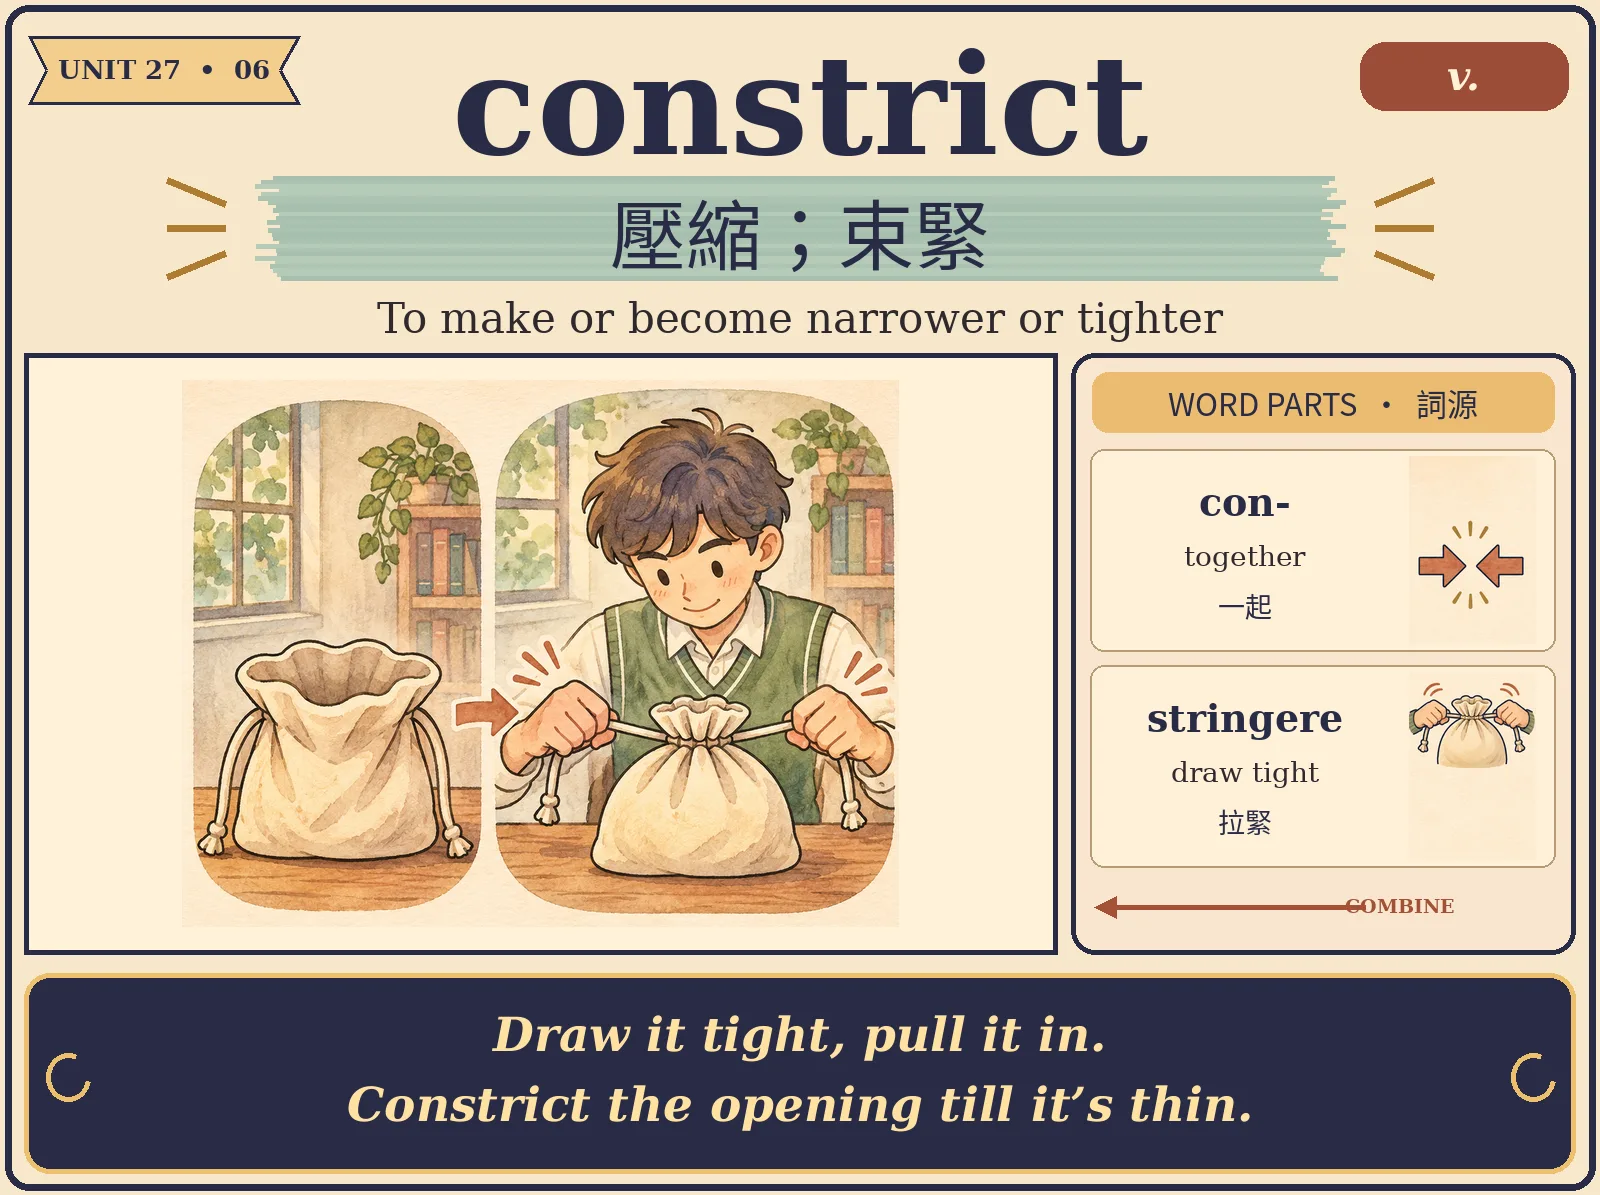 UNIT 27 • 06
constrict
v.
壓縮；束緊
To make or become narrower or tighter
WORD PARTS • 詞源
con-
together
一起
stringere
draw tight
拉緊
COMBINE
Draw it tight, pull it in.
Constrict the opening till it’s thin.